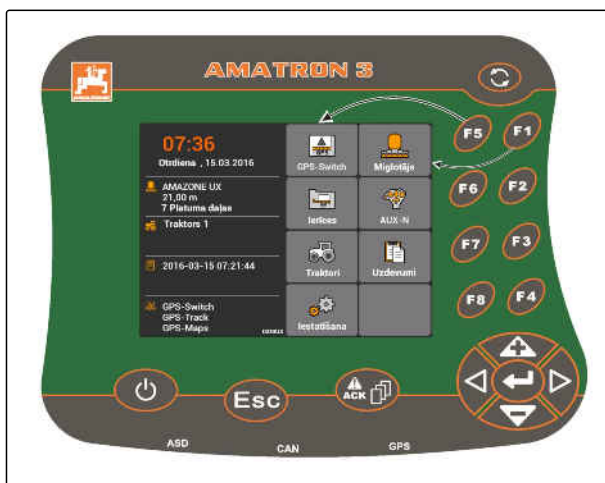 AMATRON 3
07:36
Otrdiena , 15.03.2016
AMAZONE UX
21,00 m
7 Platuma daļas
Traktors 1
2016-03-15 07:21:44
GPS-Switch
GPS-Track
GPS-Maps
GPS-Switch
Miglotājs
Ierīces
AUX-N
Traktori
Uzdevumi
Iestatīšana
F5
F1
F6
F2
F7
F3
F8
F4
Esc
ACK
ASD
CAN
GPS